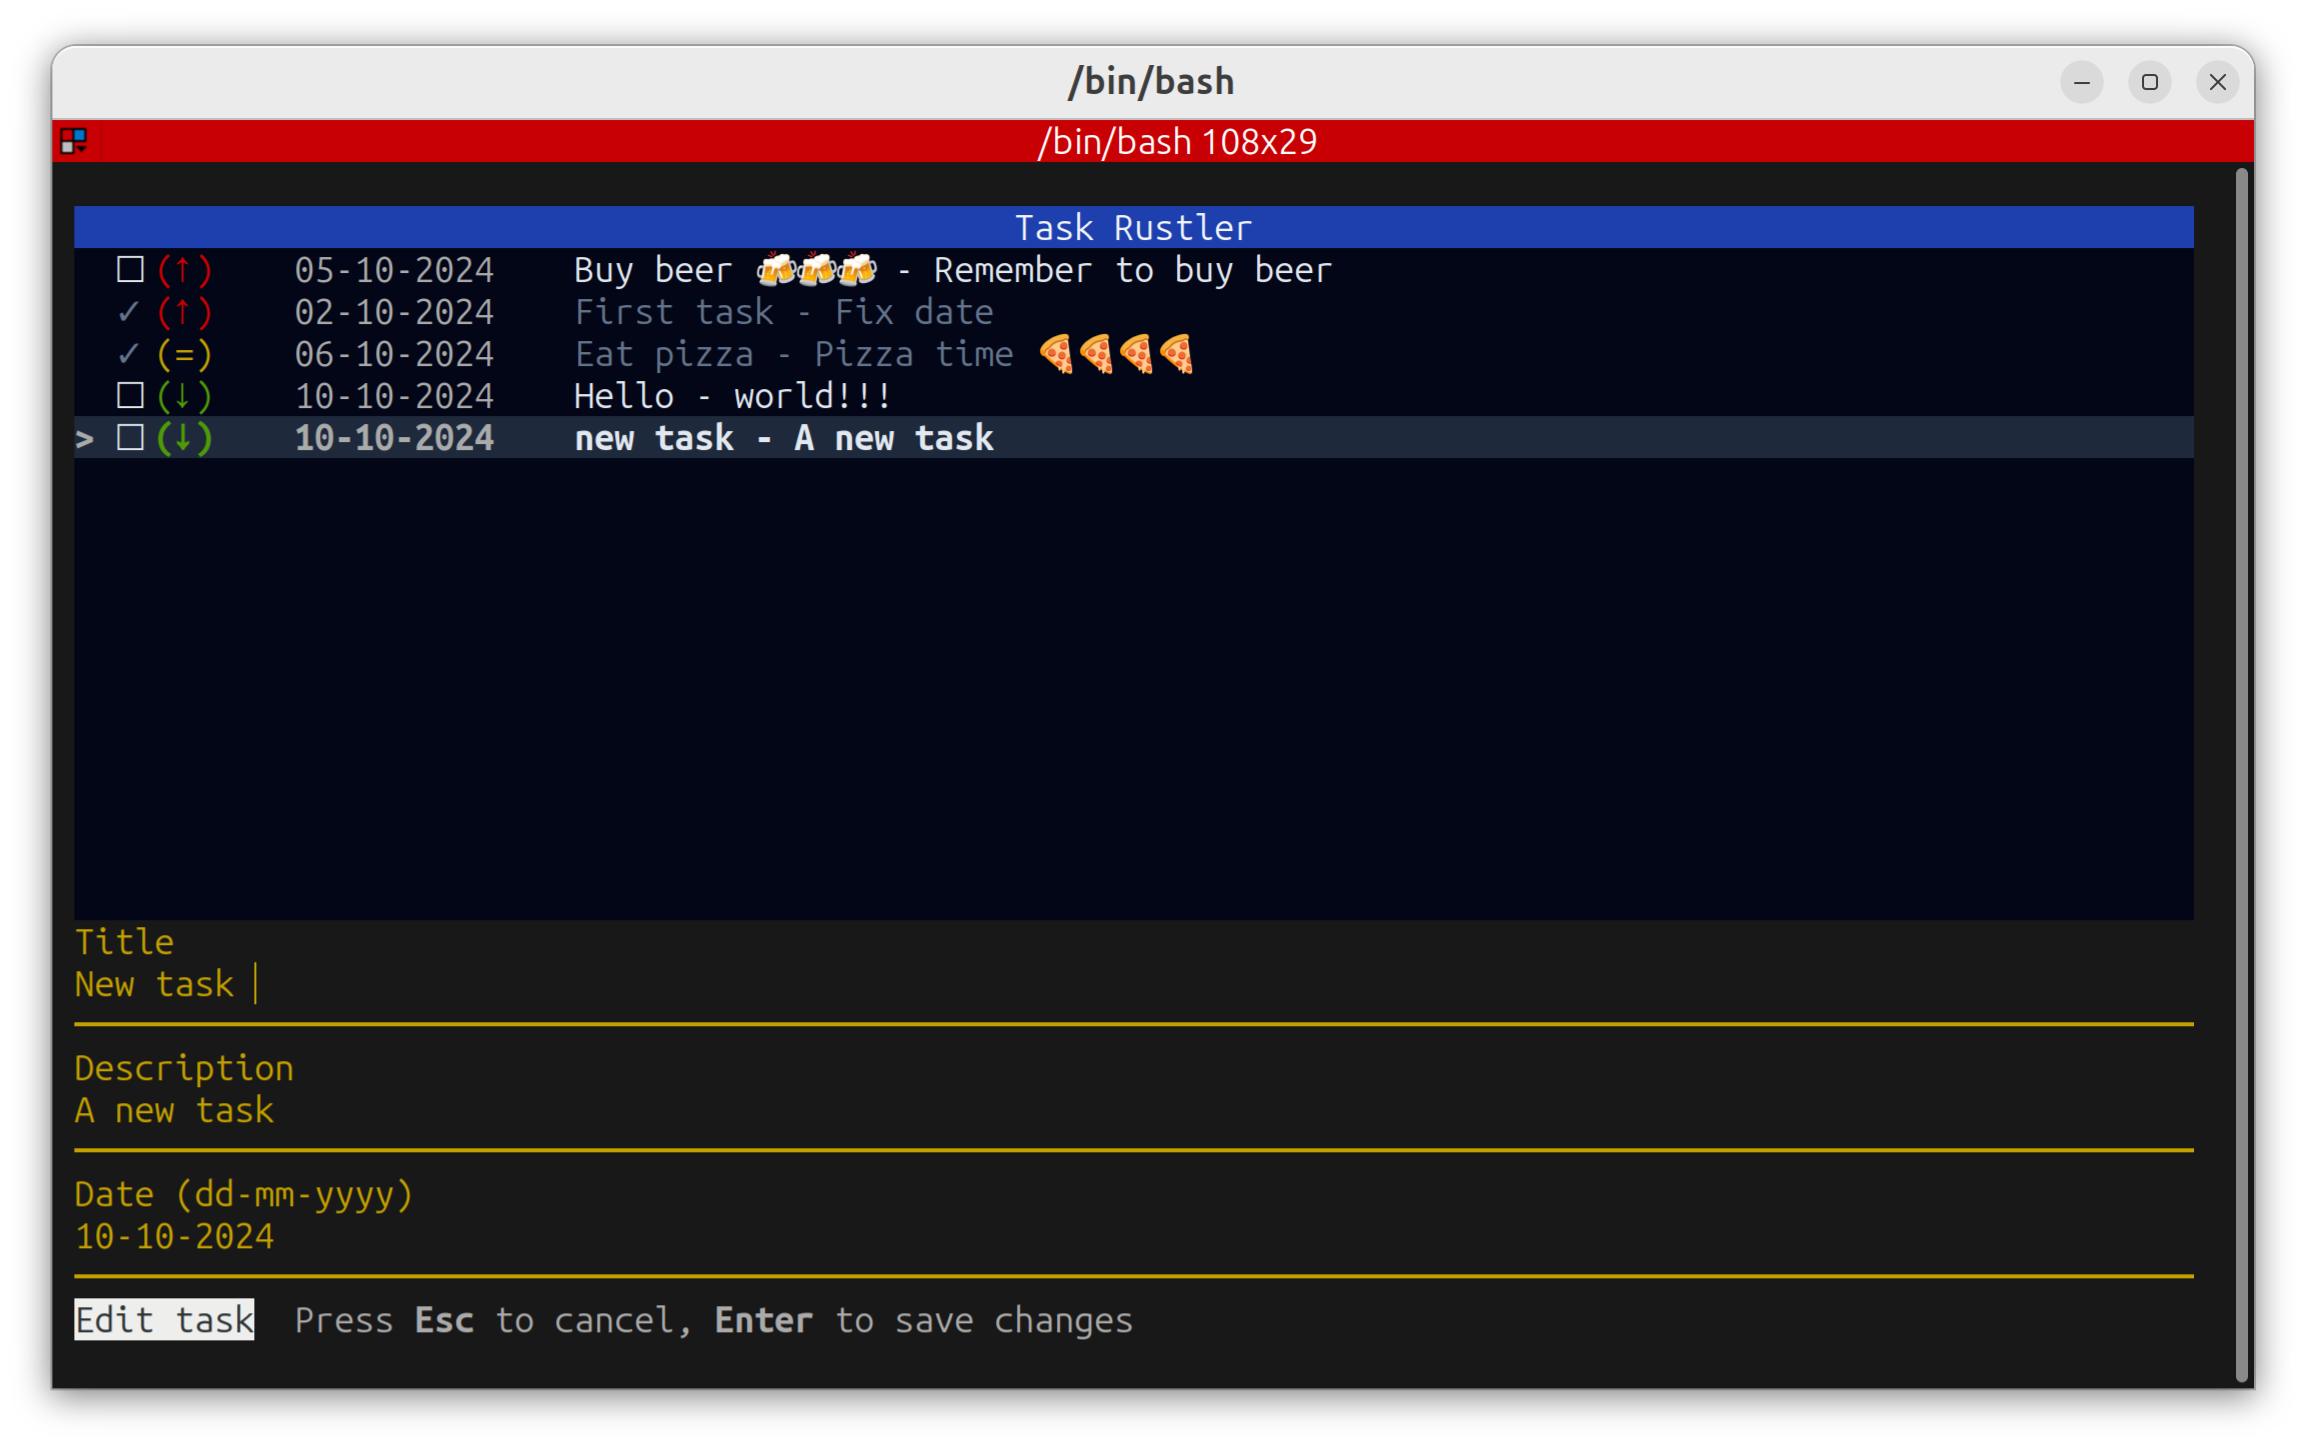 /bin/bash
/bin/bash 108x29
Task Rustler
☐ (↑) 05-10-2024 Buy beer 🍻🍻🍻 - Remember to buy beer
✓ (↑) 02-10-2024 First task - Fix date
✓ (=) 06-10-2024 Eat pizza - Pizza time 🍕🍕🍕🍕
☐ (↓) 10-10-2024 Hello - world!!!
> ☐ (↓) 10-10-2024 new task - A new task
Title
New task
Description
A new task
Date (dd-mm-yyyy)
10-10-2024
Edit task Press Esc to cancel, Enter to save changes